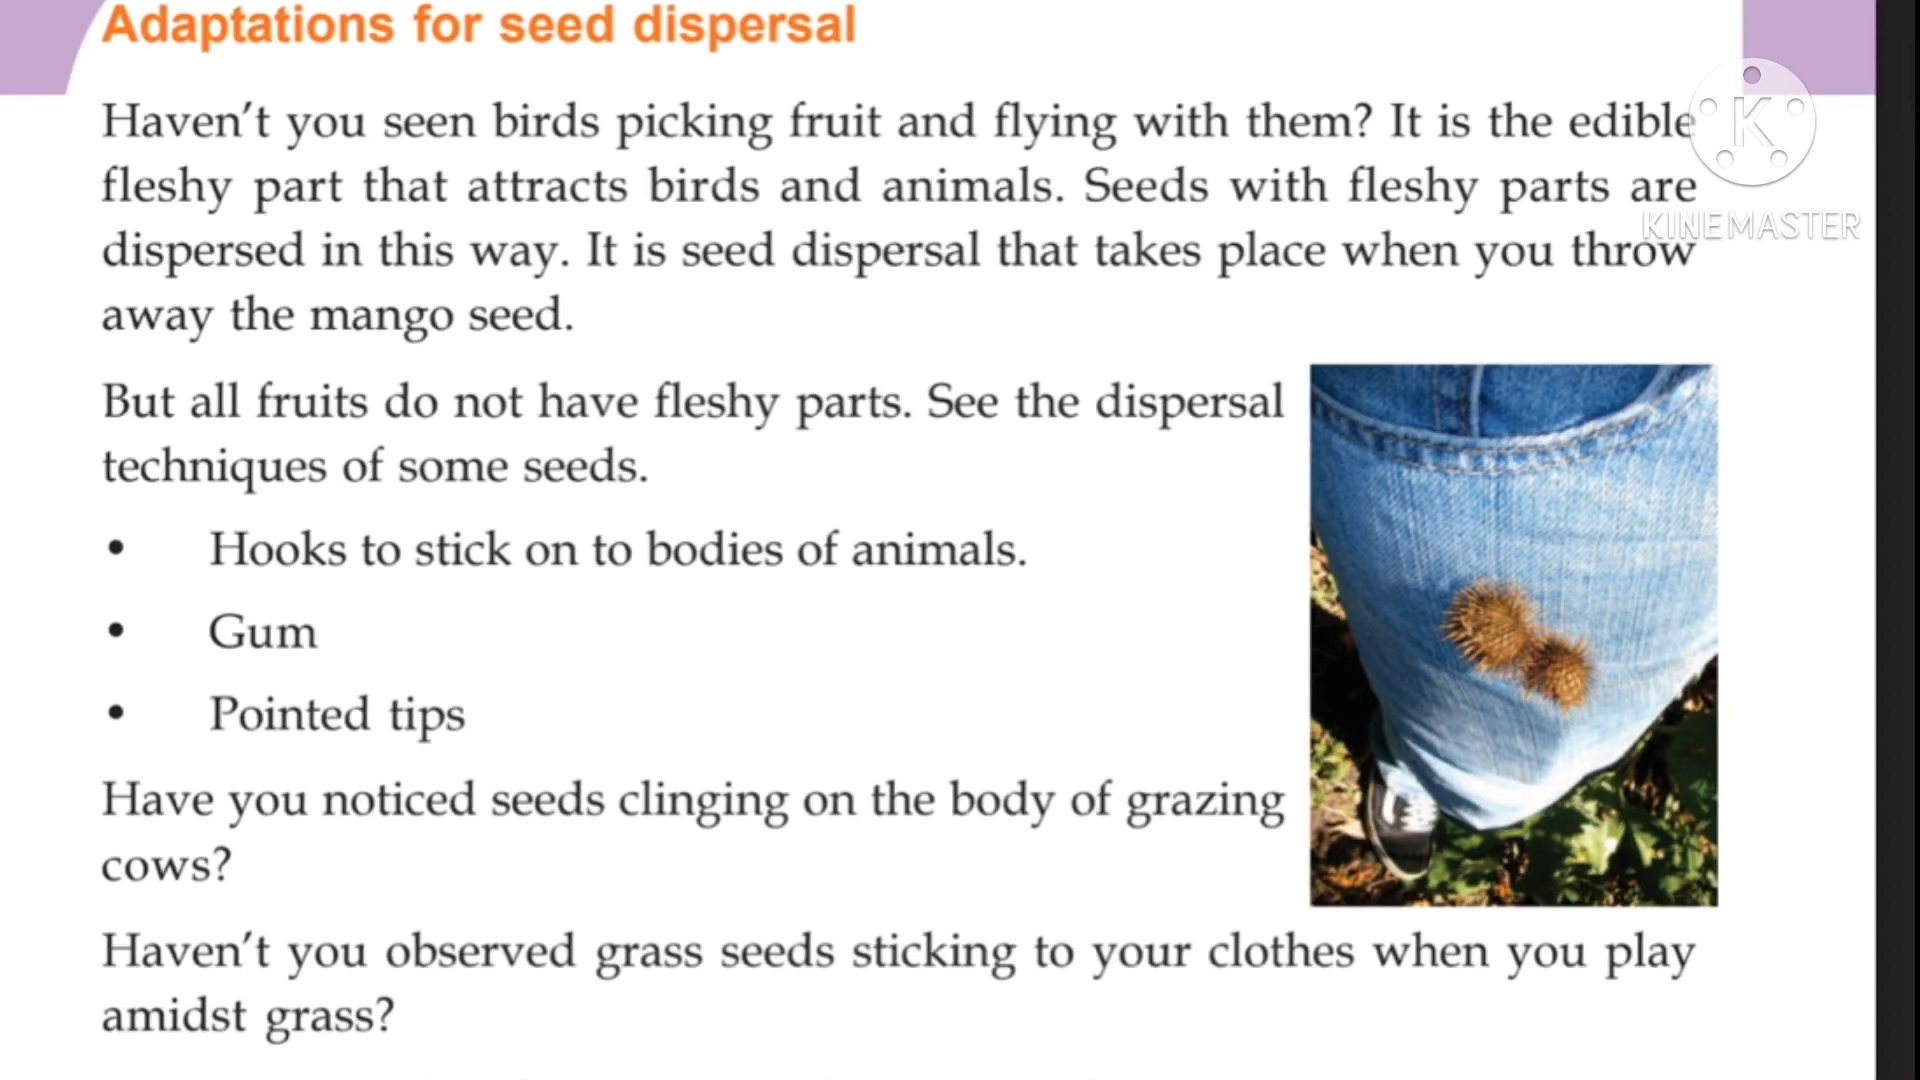 Adaptations for seed dispersal
Haven't you seen birds picking fruit and flying with them? It is the edible
fleshy part that attracts birds and animals. Seeds with fleshy parts are
dispersed in this way. It is seed dispersal that takes place when you throw
away the mango seed.
But all fruits do not have fleshy parts. See the dispersal
techniques of some seeds.
• Hooks to stick on to bodies of animals.
• Gum
• Pointed tips
Have you noticed seeds clinging on the body of grazing
cows?
Haven't you observed grass seeds sticking to your clothes when you play
amidst grass?
K
KINEMASTER